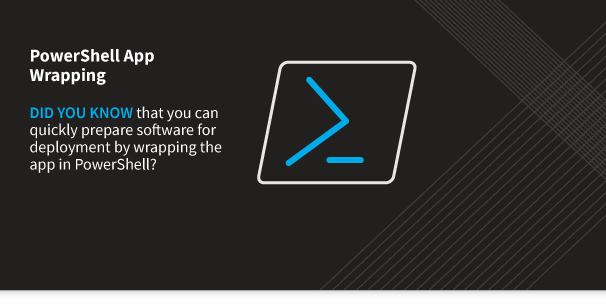 PowerShell App
Wrapping
DID YOU KNOW that you can
quickly prepare software for
deployment by wrapping the
app in PowerShell?